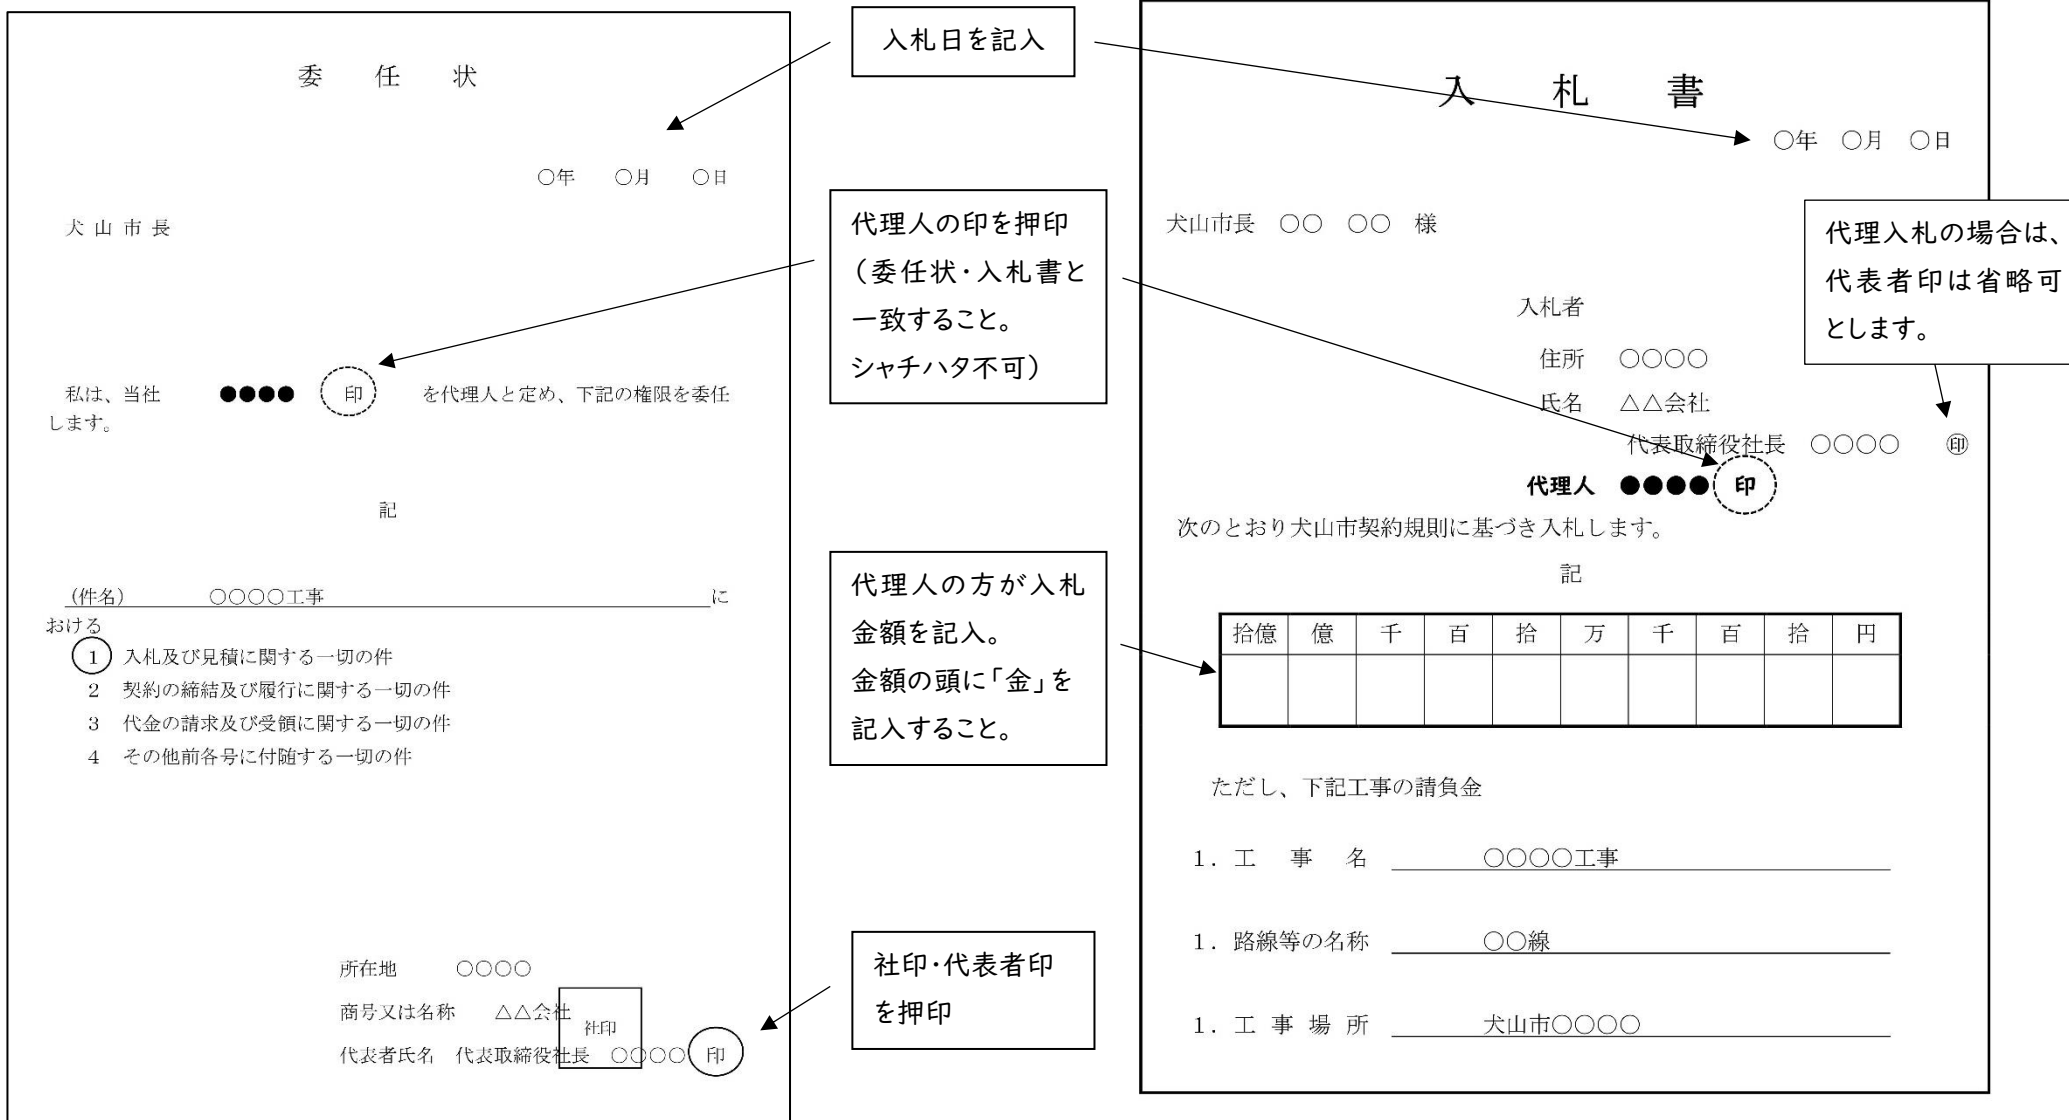 委　任　状
○年　○月　○日
犬 山 市 長
私は、当社　●●●●　印　を代理人と定め、下記の権限を委任
します。
記
(件名)　○○○○工事　に
おける
1　入札及び見積に関する一切の件
2　契約の締結及び履行に関する一切の件
3　代金の請求及び受領に関する一切の件
4　その他前各号に付随する一切の件
所在地　○○○○
商号又は名称　△△会社
社印
代表者氏名　代表取締役社長　○○○○　印
入札日を記入
代理人の印を押印
(委任状・入札書と
一致すること。
シャチハタ不可)
代理人の方が入札
金額を記入。
金額の頭に「金」を
記入すること。
社印・代表者印
を押印
入　札　書
○年　○月　○日
犬山市長　○○　○○　様
代理入札の場合は、
代表者印は省略可
とします。
入札者
住所　○○○○
氏名　△△会社
代表取締役社長　○○○○　㊞
代理人　●●●●　印
次のとおり犬山市契約規則に基づき入札します。
記
拾億　億　千　百　拾　万　千　百　拾　円
ただし、下記工事の請負金
1．工　事　名　○○○○工事
1．路線等の名称　○○線
1．工 事 場 所　犬山市○○○○